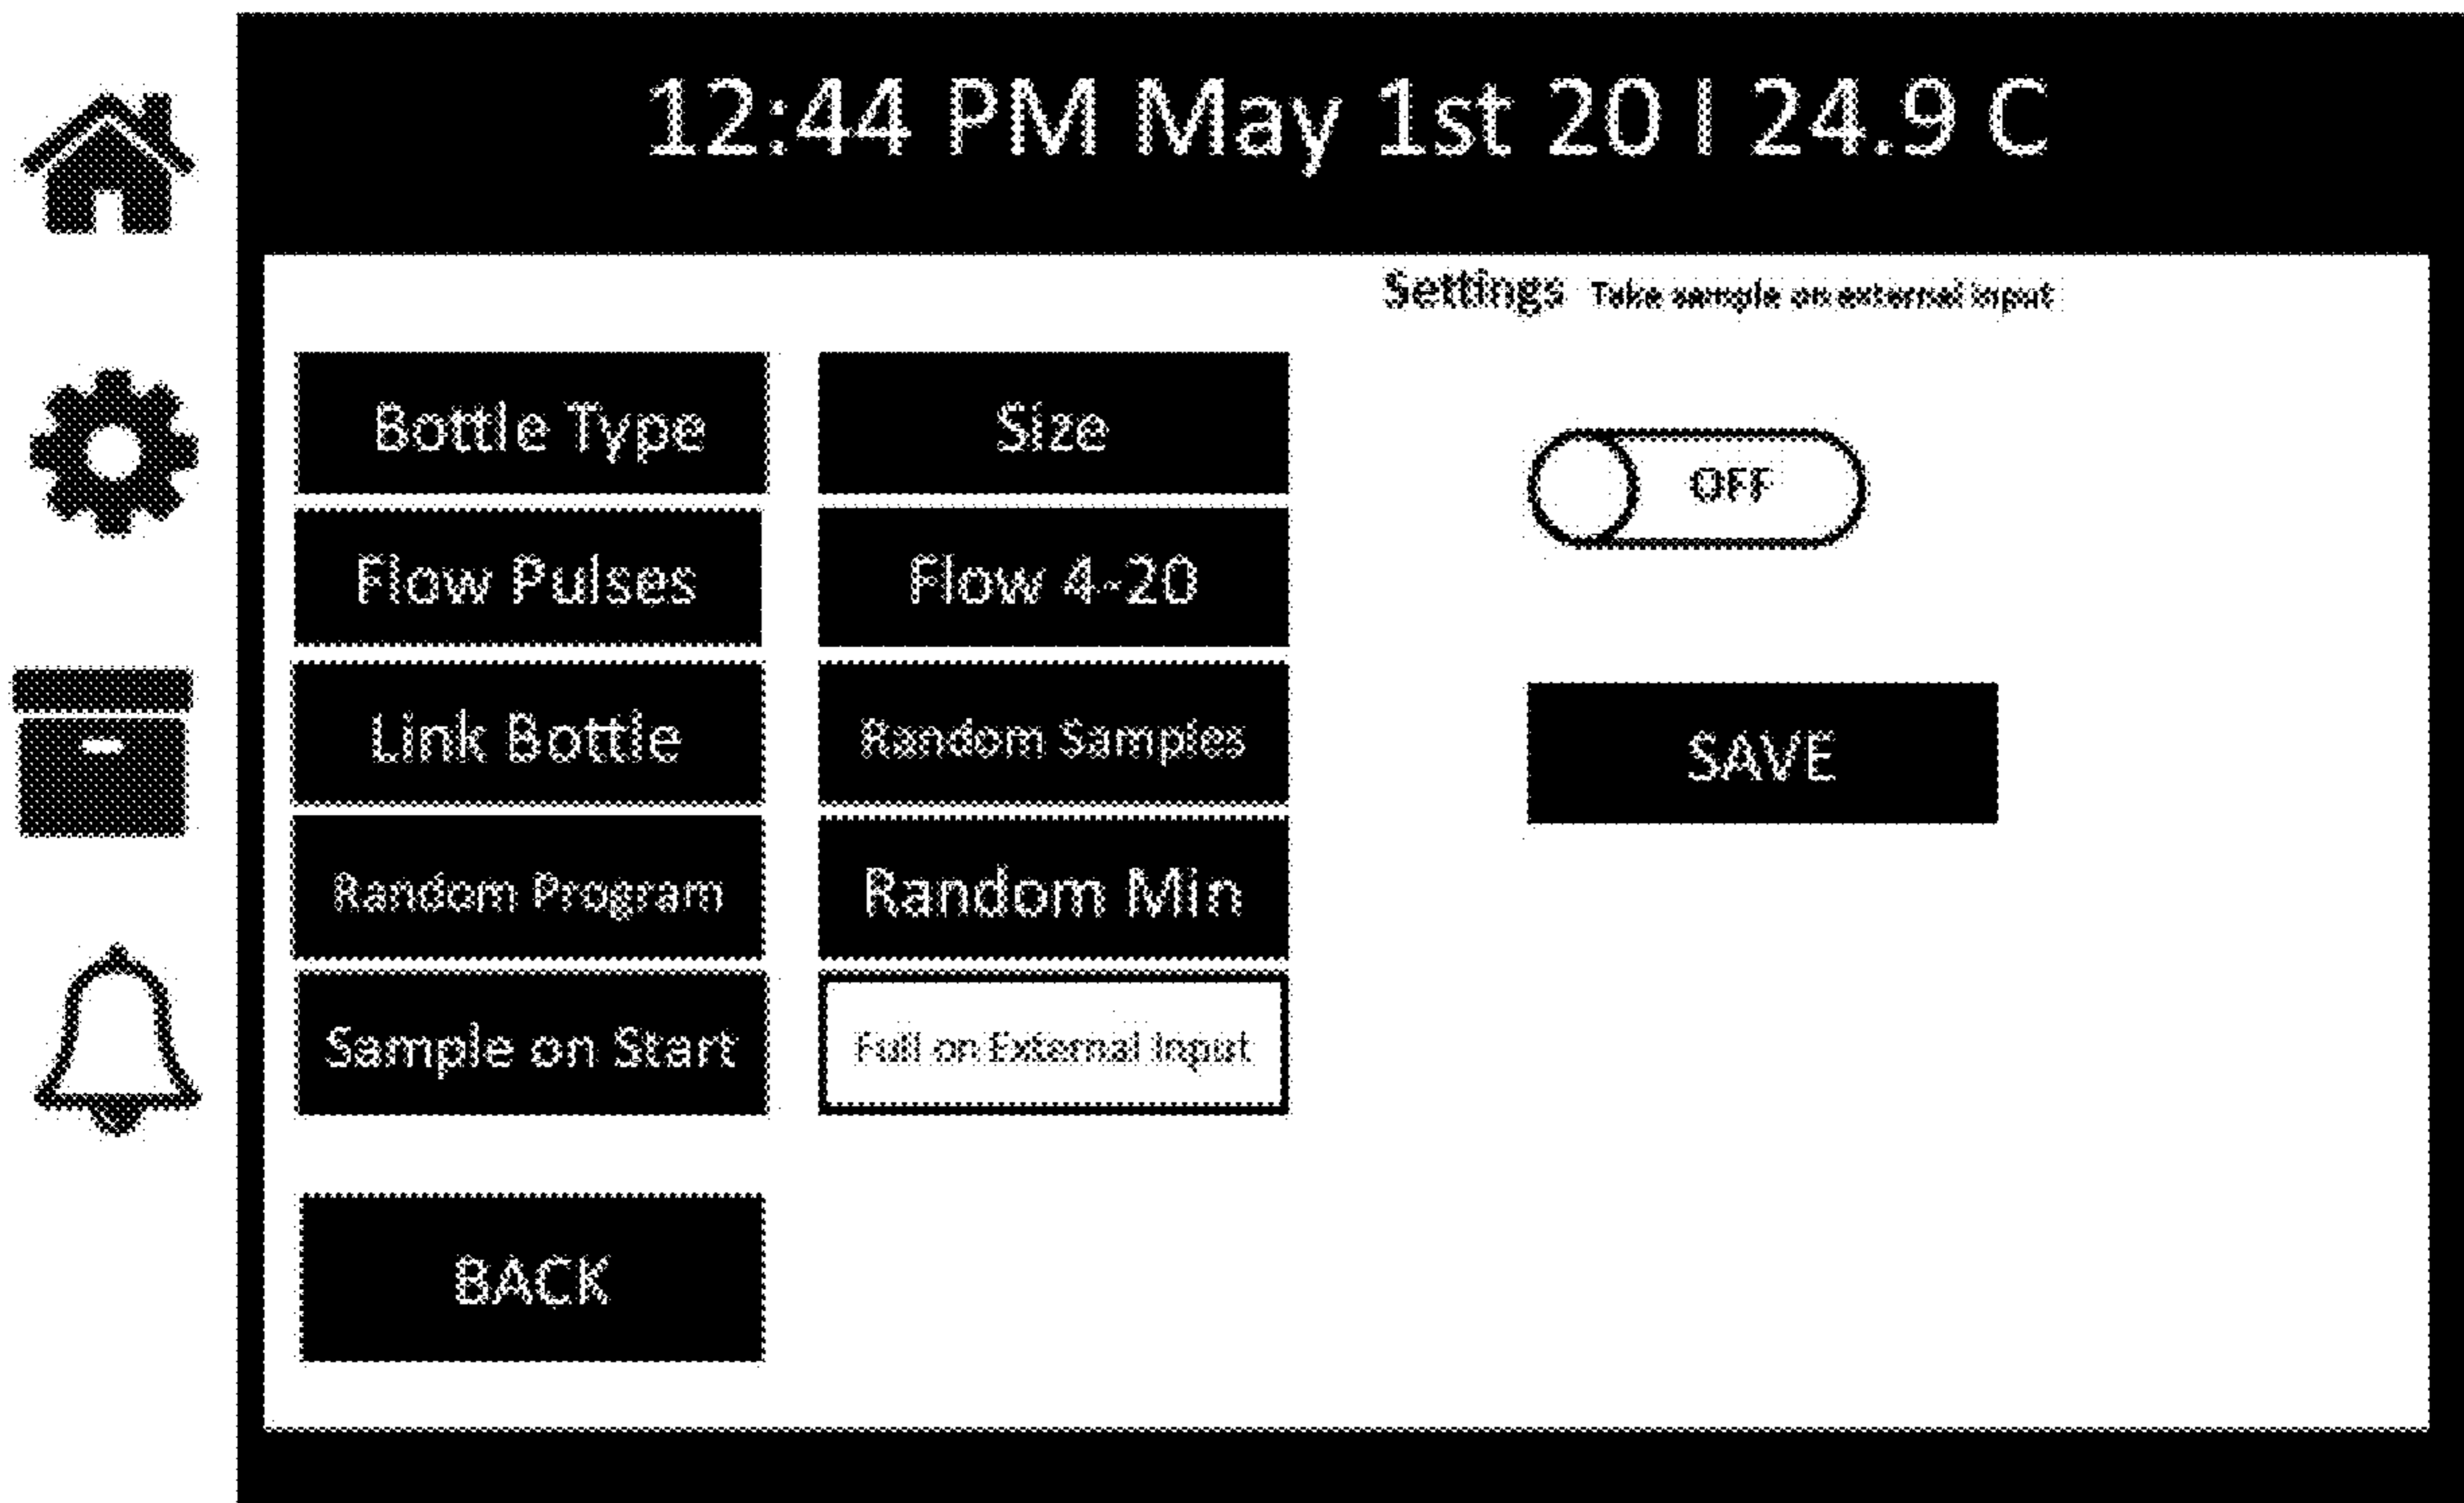 12:44 PM May 1st 20 | 24.9 C
Settings Take sample on external input
Bottle Type
Size
OFF
Flow Pulses
Flow 4-20
Link Bottle
Random Samples
SAVE
Random Program
Random Min
Sample on Start
Full on External Input
BACK